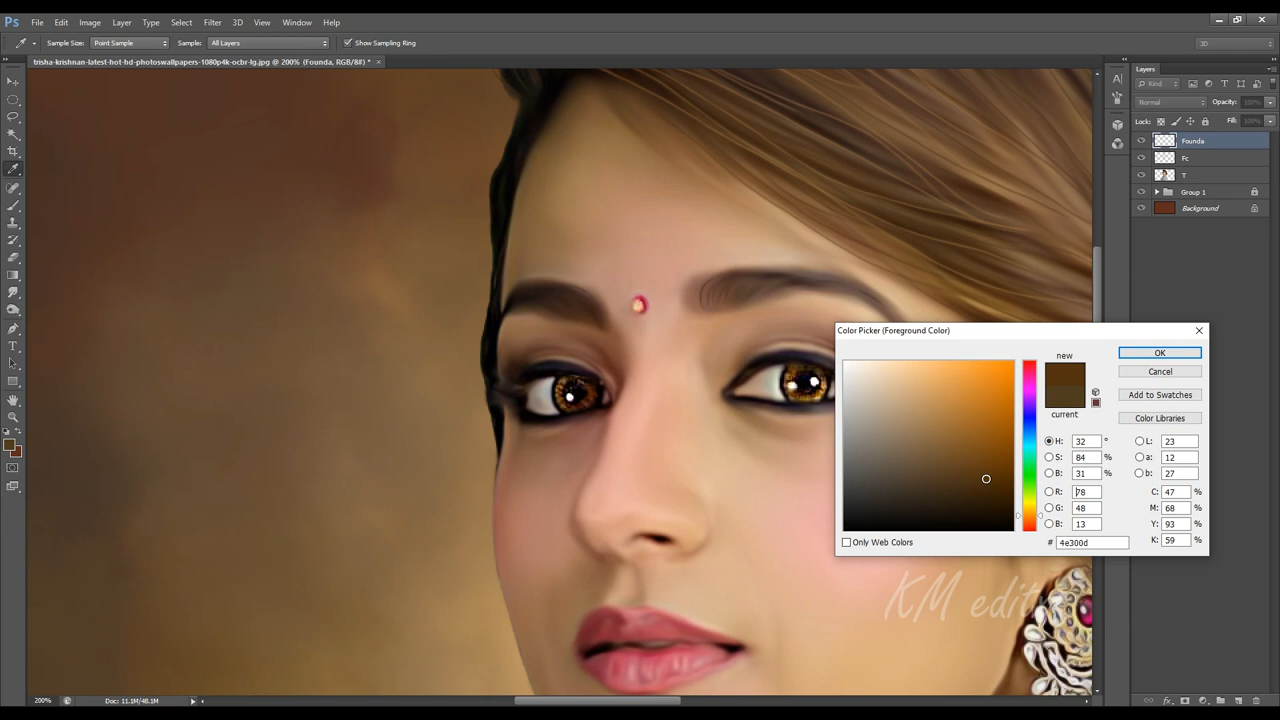 Ps File Edit Image Layer Type Select Filter 3D View Window Help
Sample Size: Point Sample Sample: All Layers Show Sampling Ring 3D
trisha-krishnan-latest-hot-hd-photoswallpapers-1080p4k-ocbr-lg.jpg @ 200% (Founda, RGB/8#) *
Layers
Kind
Normal Opacity: 100%
Lock: Fill: 100%
Founda
Fc
T
Group 1
Background
Color Picker (Foreground Color)
new
current
OK
Cancel
Add to Swatches
Color Libraries
H: 32 °
S: 84 %
B: 31 %
R: 78
G: 48
B: 13
# 4e300d
L: 23
a: 12
b: 27
C: 47 %
M: 68 %
Y: 93 %
K: 59 %
Only Web Colors
KM
200% Doc: 11.1M/48.1M